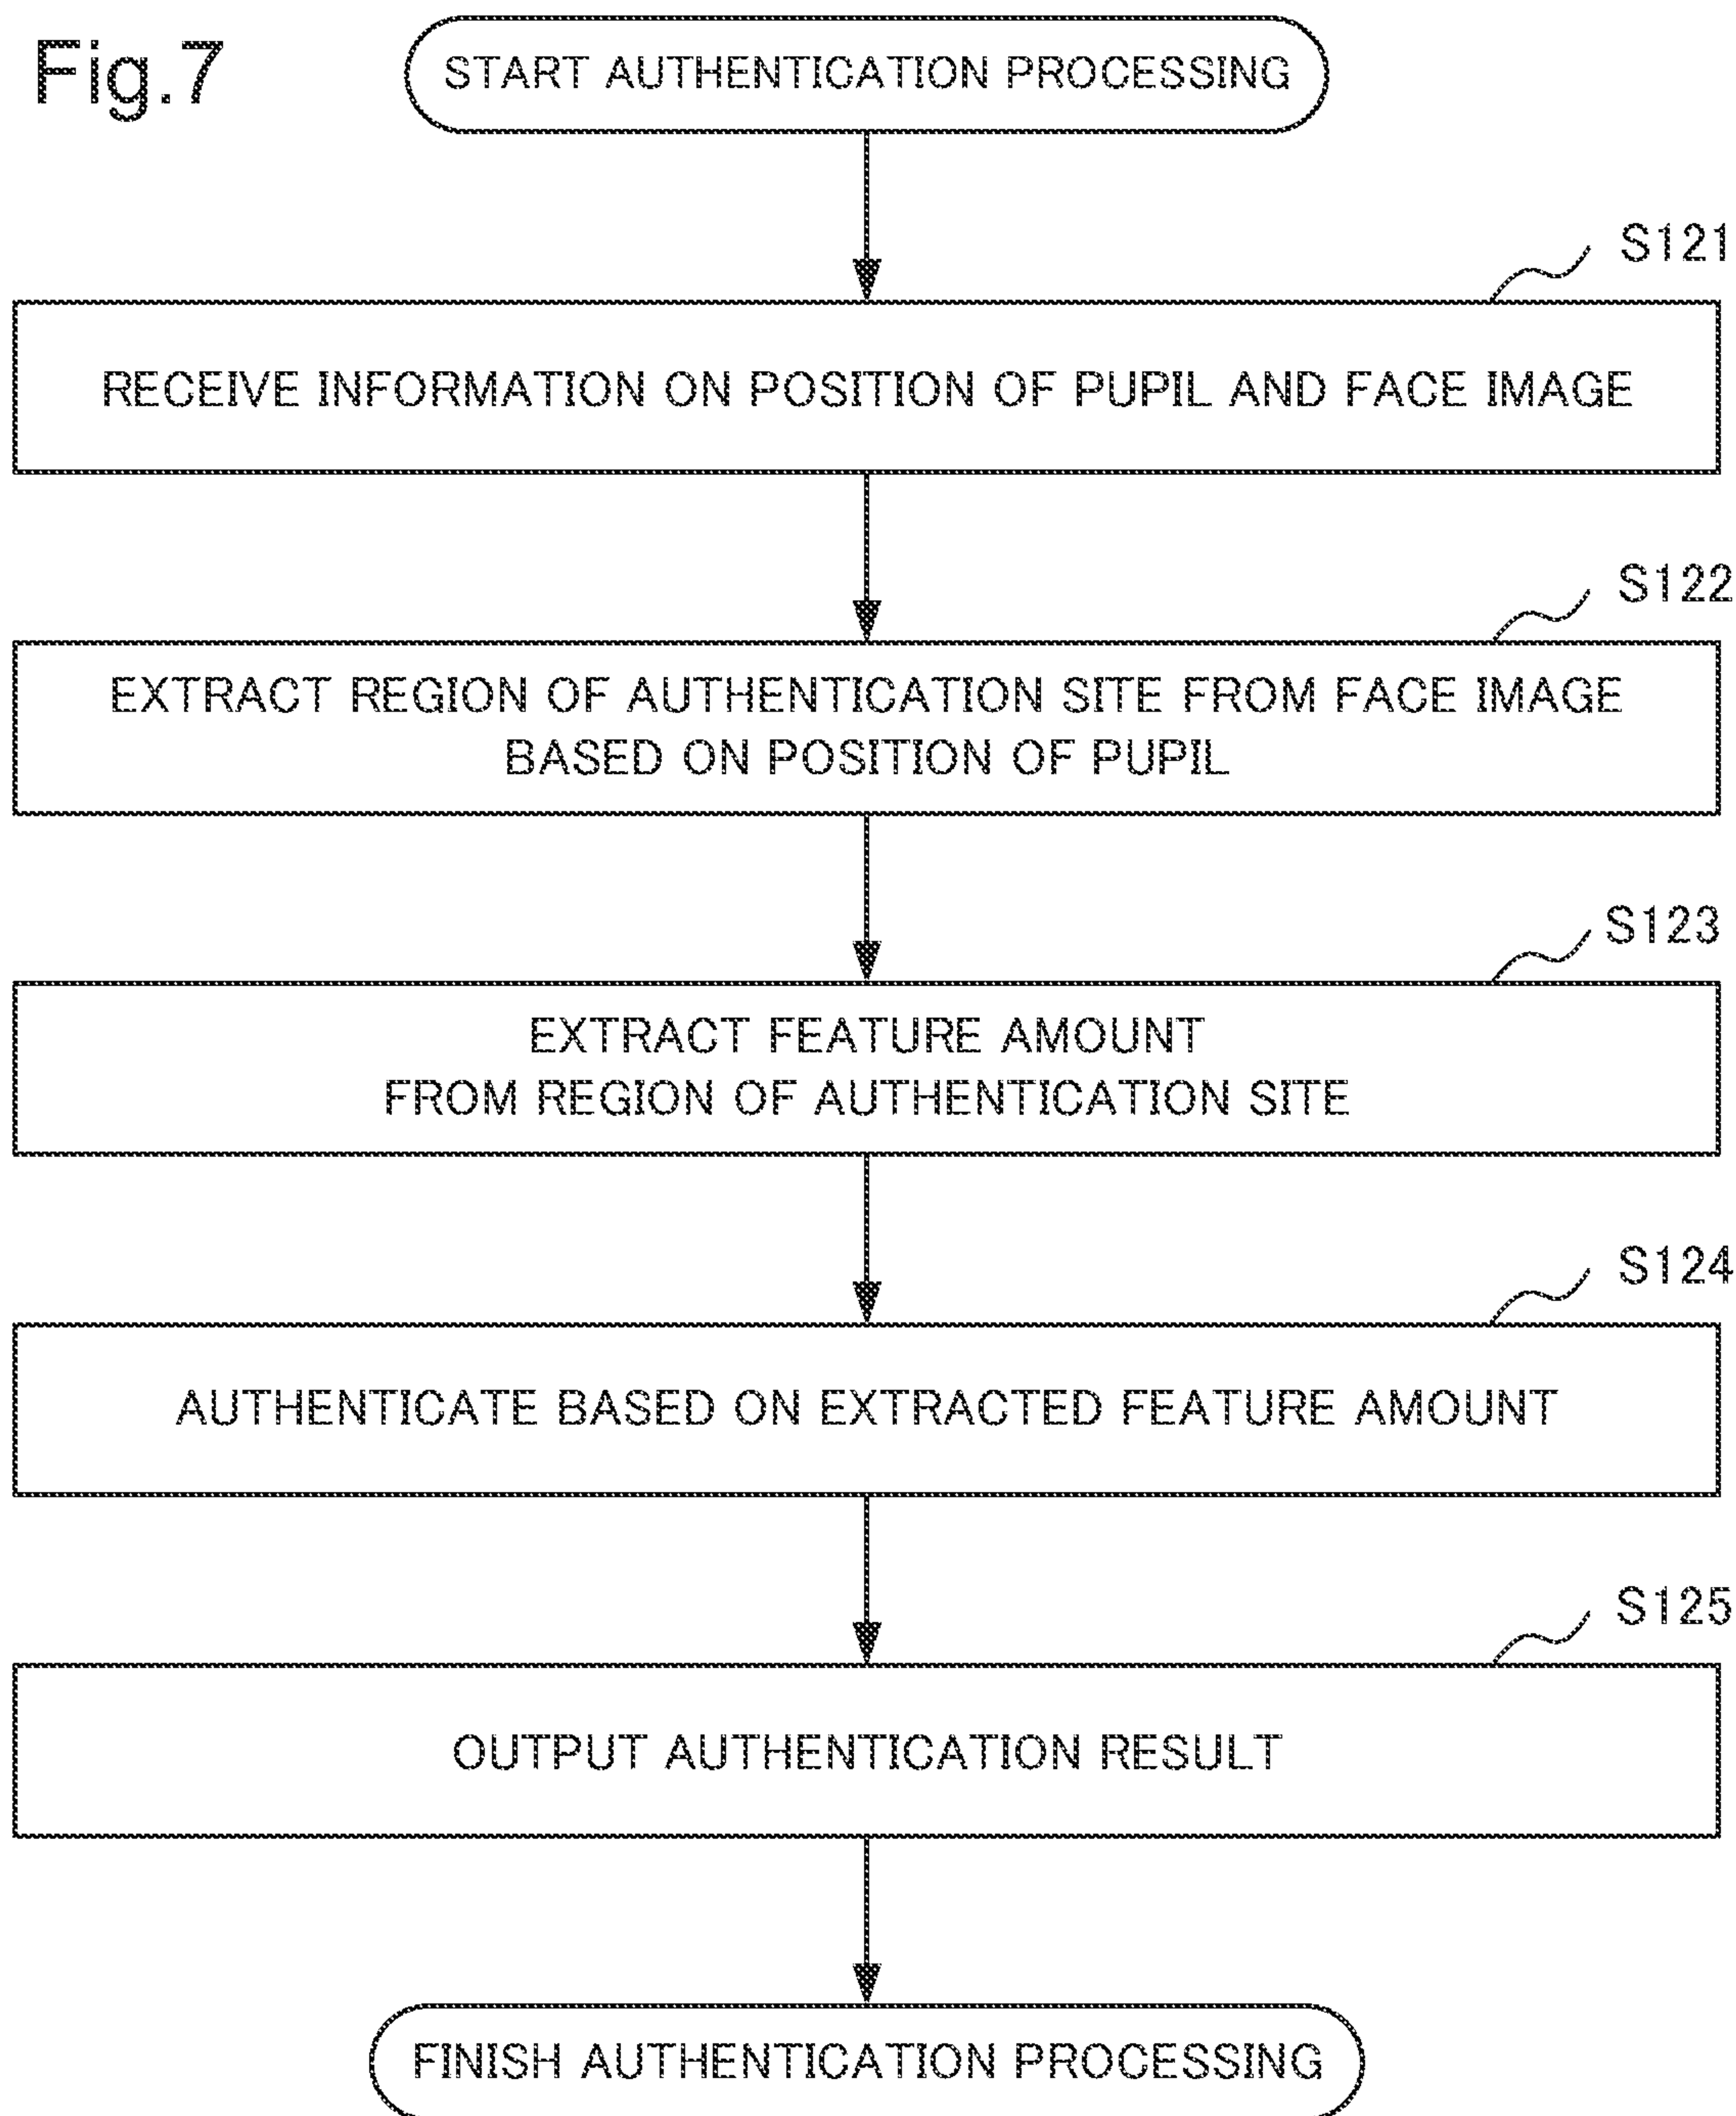 Fig.7
START AUTHENTICATION PROCESSING
S121
RECEIVE INFORMATION ON POSITION OF PUPIL AND FACE IMAGE
S122
EXTRACT REGION OF AUTHENTICATION SITE FROM FACE IMAGE
BASED ON POSITION OF PUPIL
S123
EXTRACT FEATURE AMOUNT
FROM REGION OF AUTHENTICATION SITE
S124
AUTHENTICATE BASED ON EXTRACTED FEATURE AMOUNT
S125
OUTPUT AUTHENTICATION RESULT
FINISH AUTHENTICATION PROCESSING